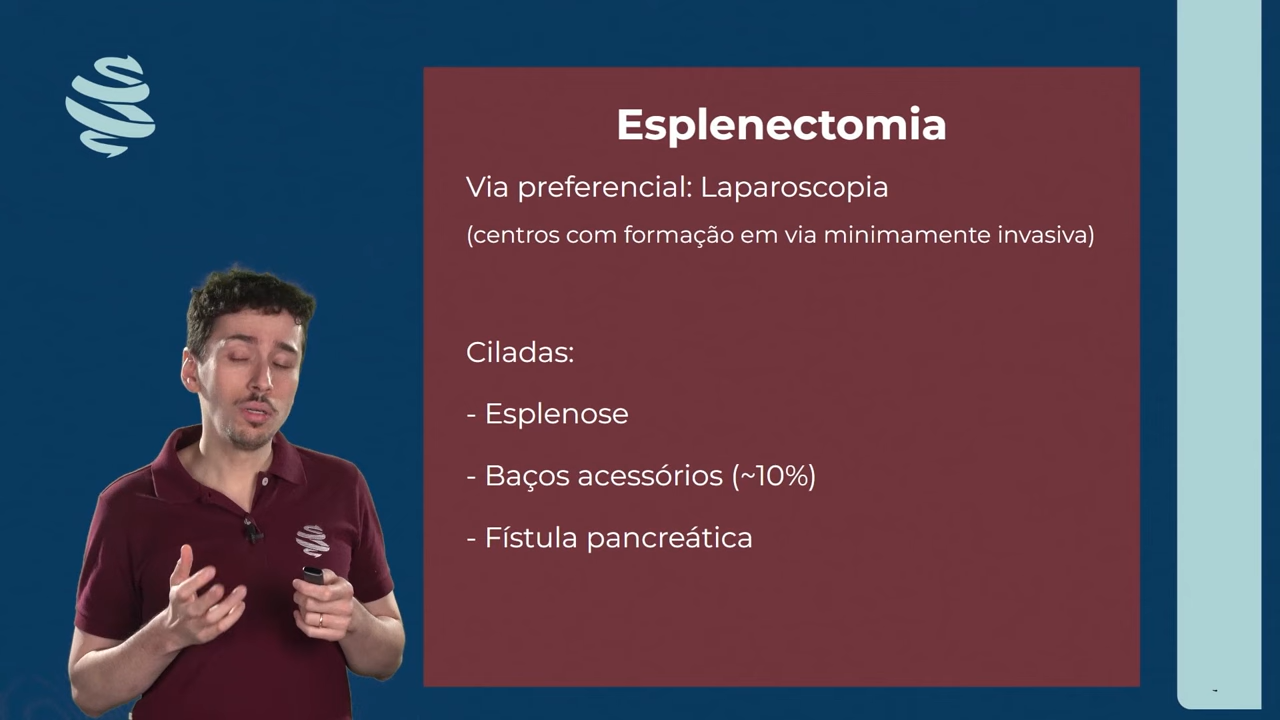 Esplenectomia
Via preferencial: Laparoscopia
(centros com formação em via minimamente invasiva)
Ciladas:
- Esplenose
- Baços acessórios (~10%)
- Fístula pancreática